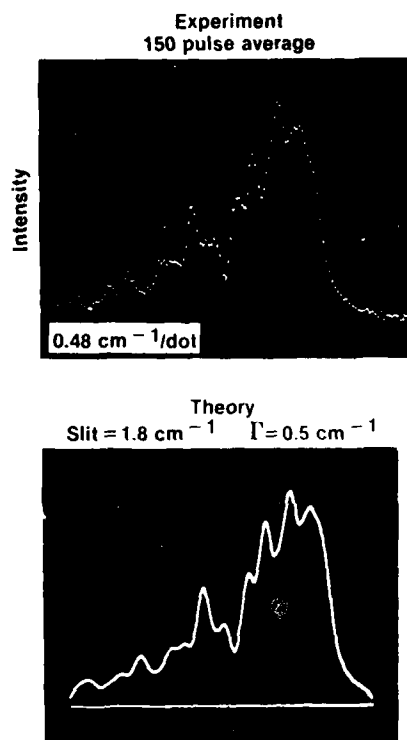 Experiment
150 pulse average
Intensity
0.48 cm⁻¹/dot
Theory
Slit = 1.8 cm⁻¹ Γ = 0.5 cm⁻¹